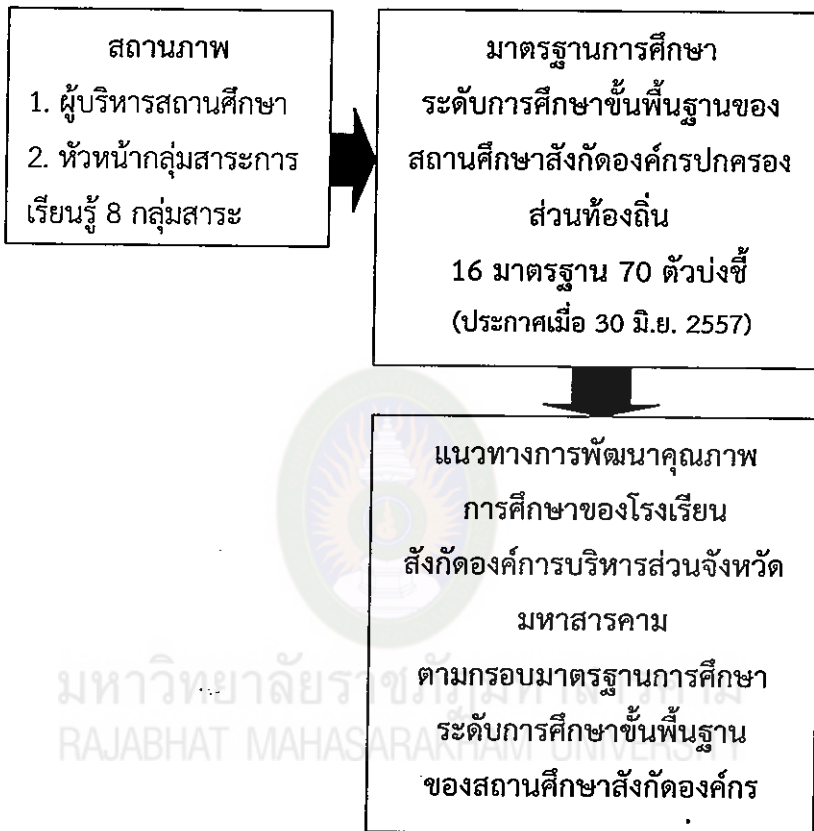 สถานภาพ
1. ผู้บริหารสถานศึกษา
2. หัวหน้ากลุ่มสาระการ
เรียนรู้ 8 กลุ่มสาระ
มาตรฐานการศึกษา
ระดับการศึกษาขั้นพื้นฐานของ
สถานศึกษาสังกัดองค์กรปกครอง
ส่วนท้องถิ่น
16 มาตรฐาน 70 ตัวบ่งชี้
(ประกาศเมื่อ 30 มิ.ย. 2557)
แนวทางการพัฒนาคุณภาพ
การศึกษาของโรงเรียน
สังกัดองค์การบริหารส่วนจังหวัด
มหาสารคาม
ตามกรอบมาตรฐานการศึกษา
ระดับการศึกษาขั้นพื้นฐาน
ของสถานศึกษาสังกัดองค์กร
มหาวิทยาลัยราชภัฏมหาสารคาม
RAJABHAT MAHASARAKHAM UNIVERSITY